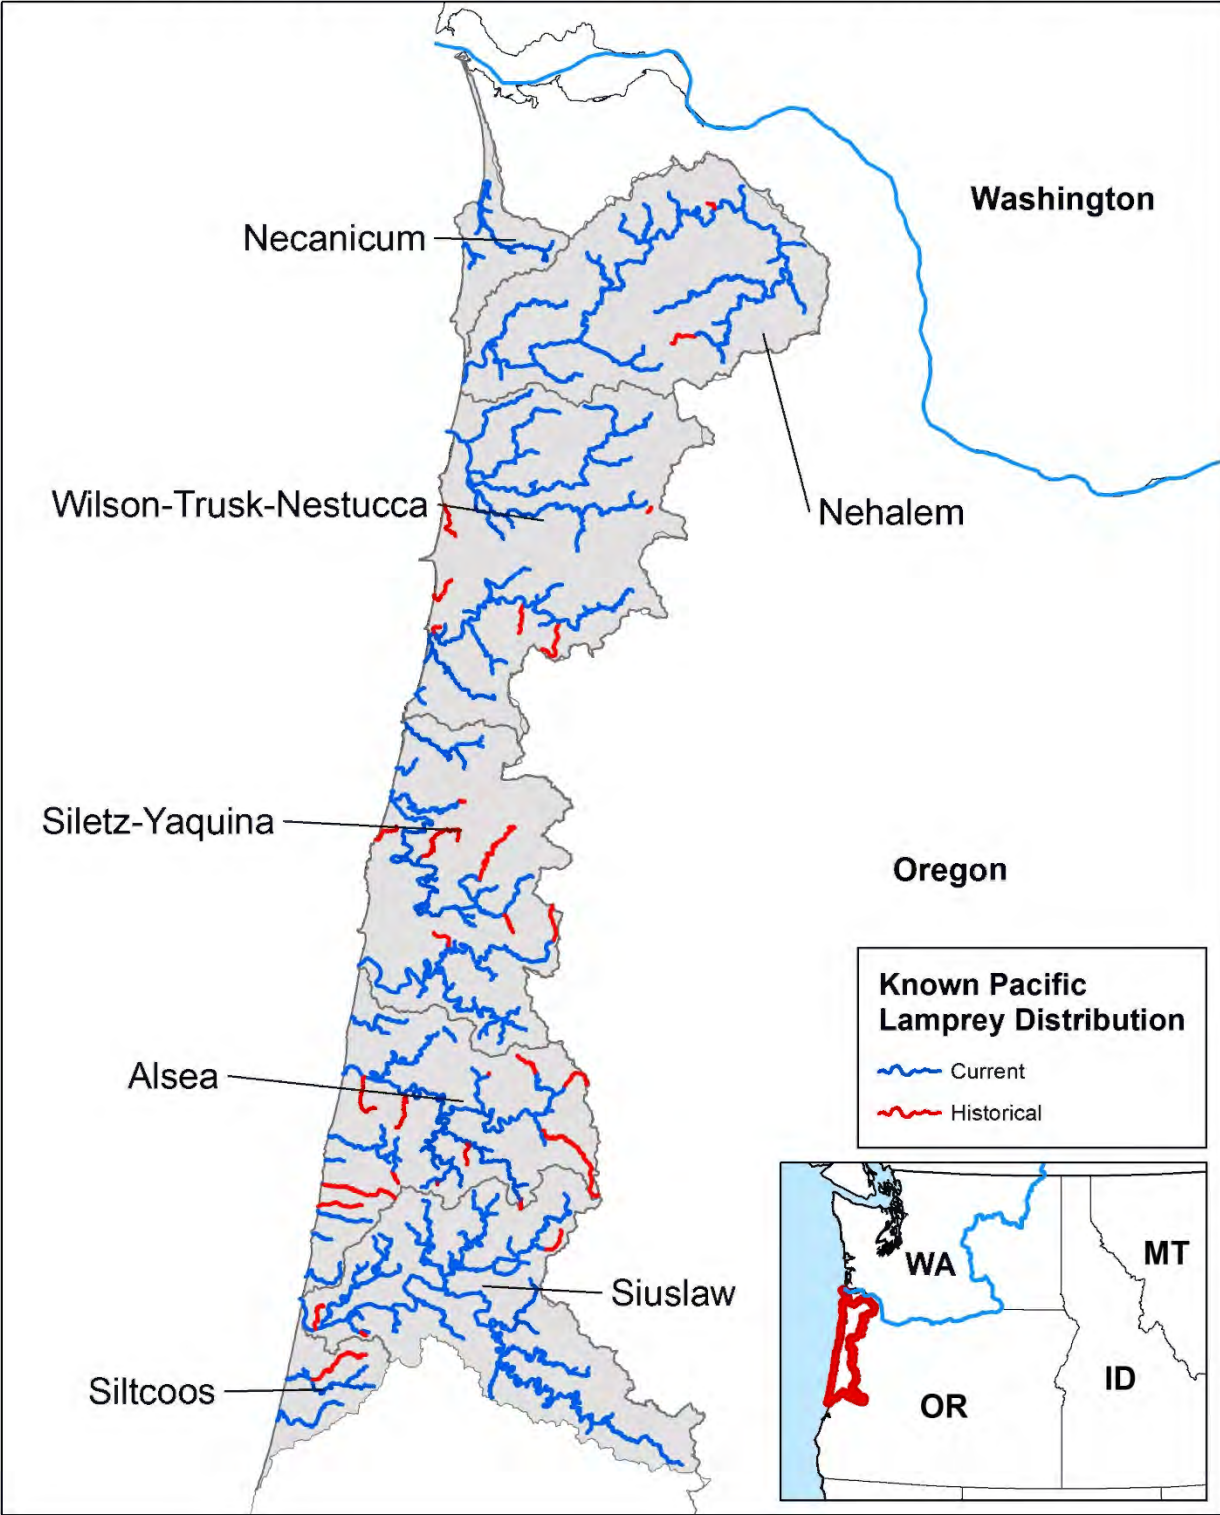 Washington
Necanicum
Wilson-Trusk-Nestucca
Nehalem
Siletz-Yaquina
Oregon
Known Pacific
Lamprey Distribution
Current
Historical
Alsea
Siuslaw
Siltcoos
WA
MT
OR
ID